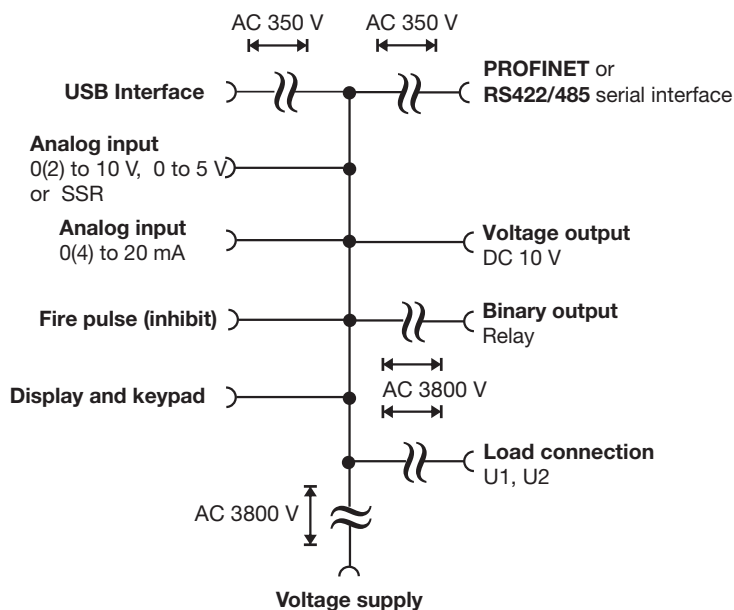 AC 350 V AC 350 V
USB Interface
PROFINET or
RS422/485 serial interface
Analog input
0(2) to 10 V, 0 to 5 V
or SSR
Analog input
0(4) to 20 mA
Voltage output
DC 10 V
Fire pulse (inhibit)
Binary output
Relay
AC 3800 V
Display and keypad
Load connection
U1, U2
AC 3800 V
Voltage supply